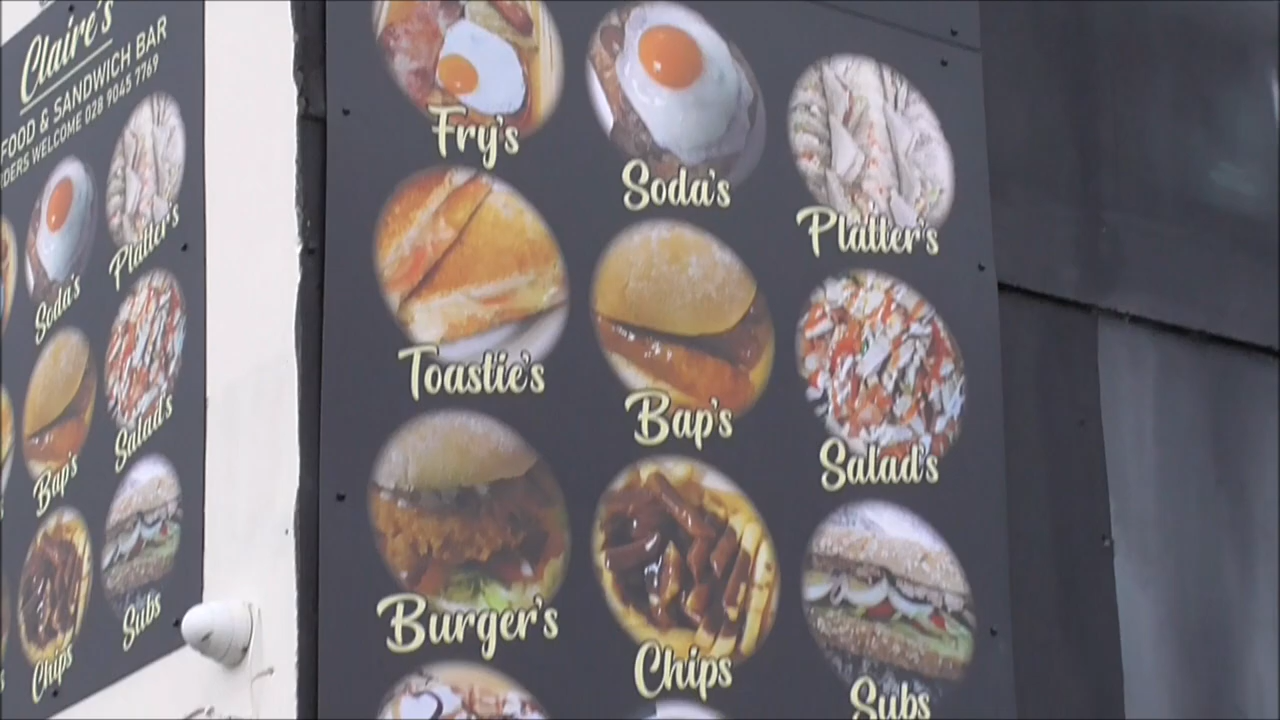 Claire's
FOOD & SANDWICH BAR
DERS WELCOME 028 9045 7769
Platter's
Soda's
Salad's
Bap's
Subs
Chips
Fry's
Soda's
Platter's
Toastie's
Bap's
Salad's
Burger's
Chips
Subs